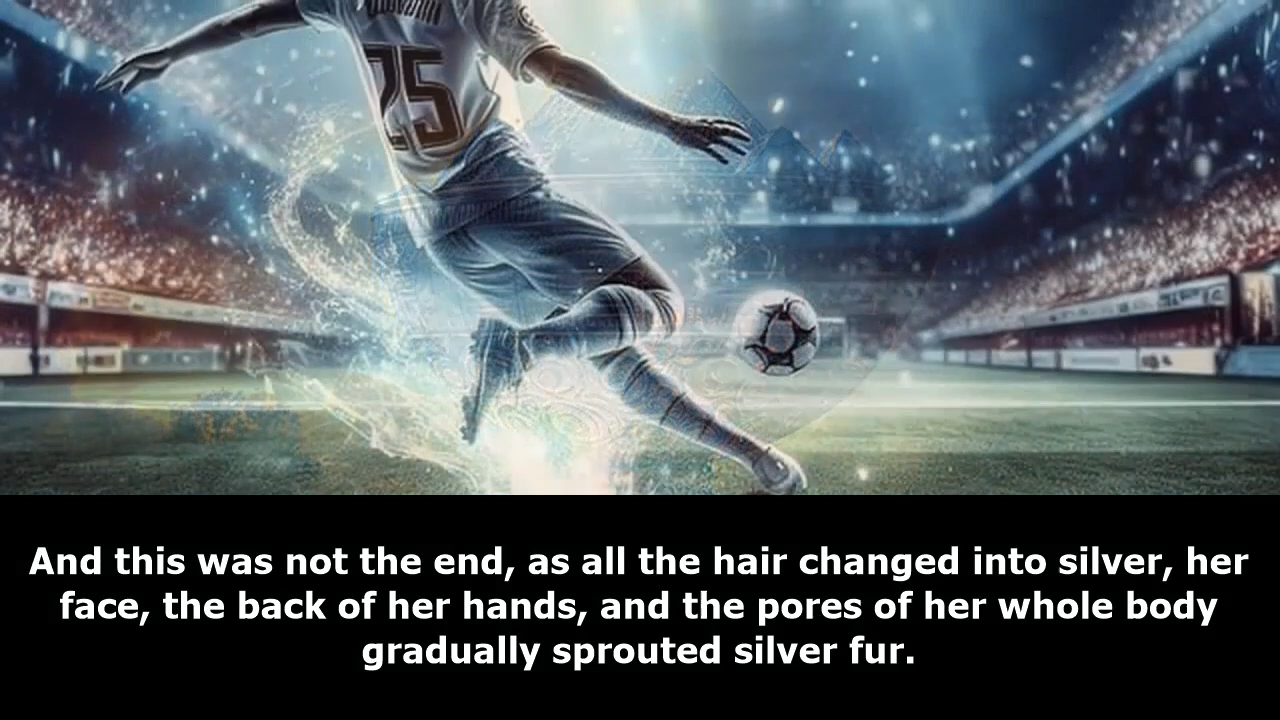 25
And this was not the end, as all the hair changed into silver, her
face, the back of her hands, and the pores of her whole body
gradually sprouted silver fur.